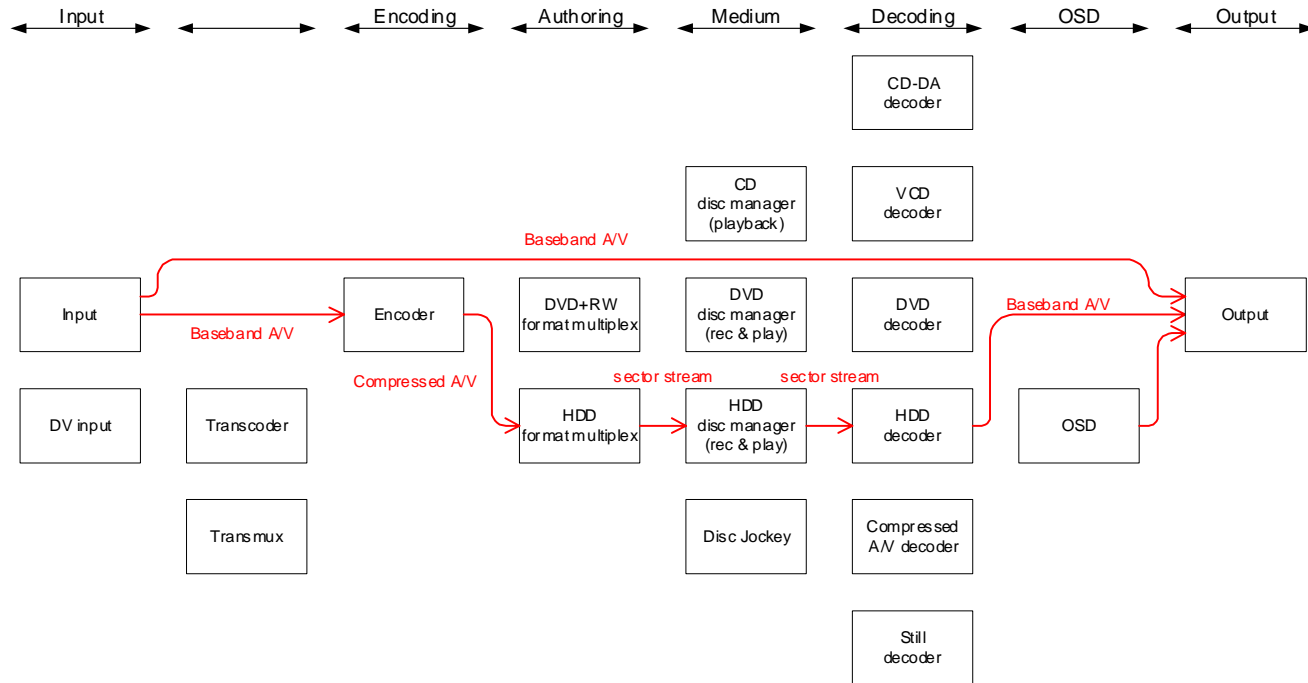 Input
Encoding
Authoring
Medium
Decoding
OSD
Output
CD-DA
decoder
CD
disc manager
(playback)
VCD
decoder
Baseband A/V
Input
Baseband A/V
Encoder
DVD+RW
format multiplex
DVD
disc manager
(rec & play)
DVD
decoder
Baseband A/V
Output
Compressed A/V
sector stream
sector stream
DV input
Transcoder
HDD
format multiplex
HDD
disc manager
(rec & play)
HDD
decoder
OSD
Transmux
Disc Jockey
Compressed
A/V decoder
Still
decoder